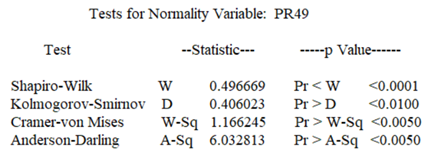 Tests for Normality Variable: PR49
Test --Statistic--- -----p Value------
Shapiro-Wilk W 0.496669 Pr < W <0.0001
Kolmogorov-Smirnov D 0.406023 Pr > D <0.0100
Cramer-von Mises W-Sq 1.166245 Pr > W-Sq <0.0050
Anderson-Darling A-Sq 6.032813 Pr > A-Sq <0.0050